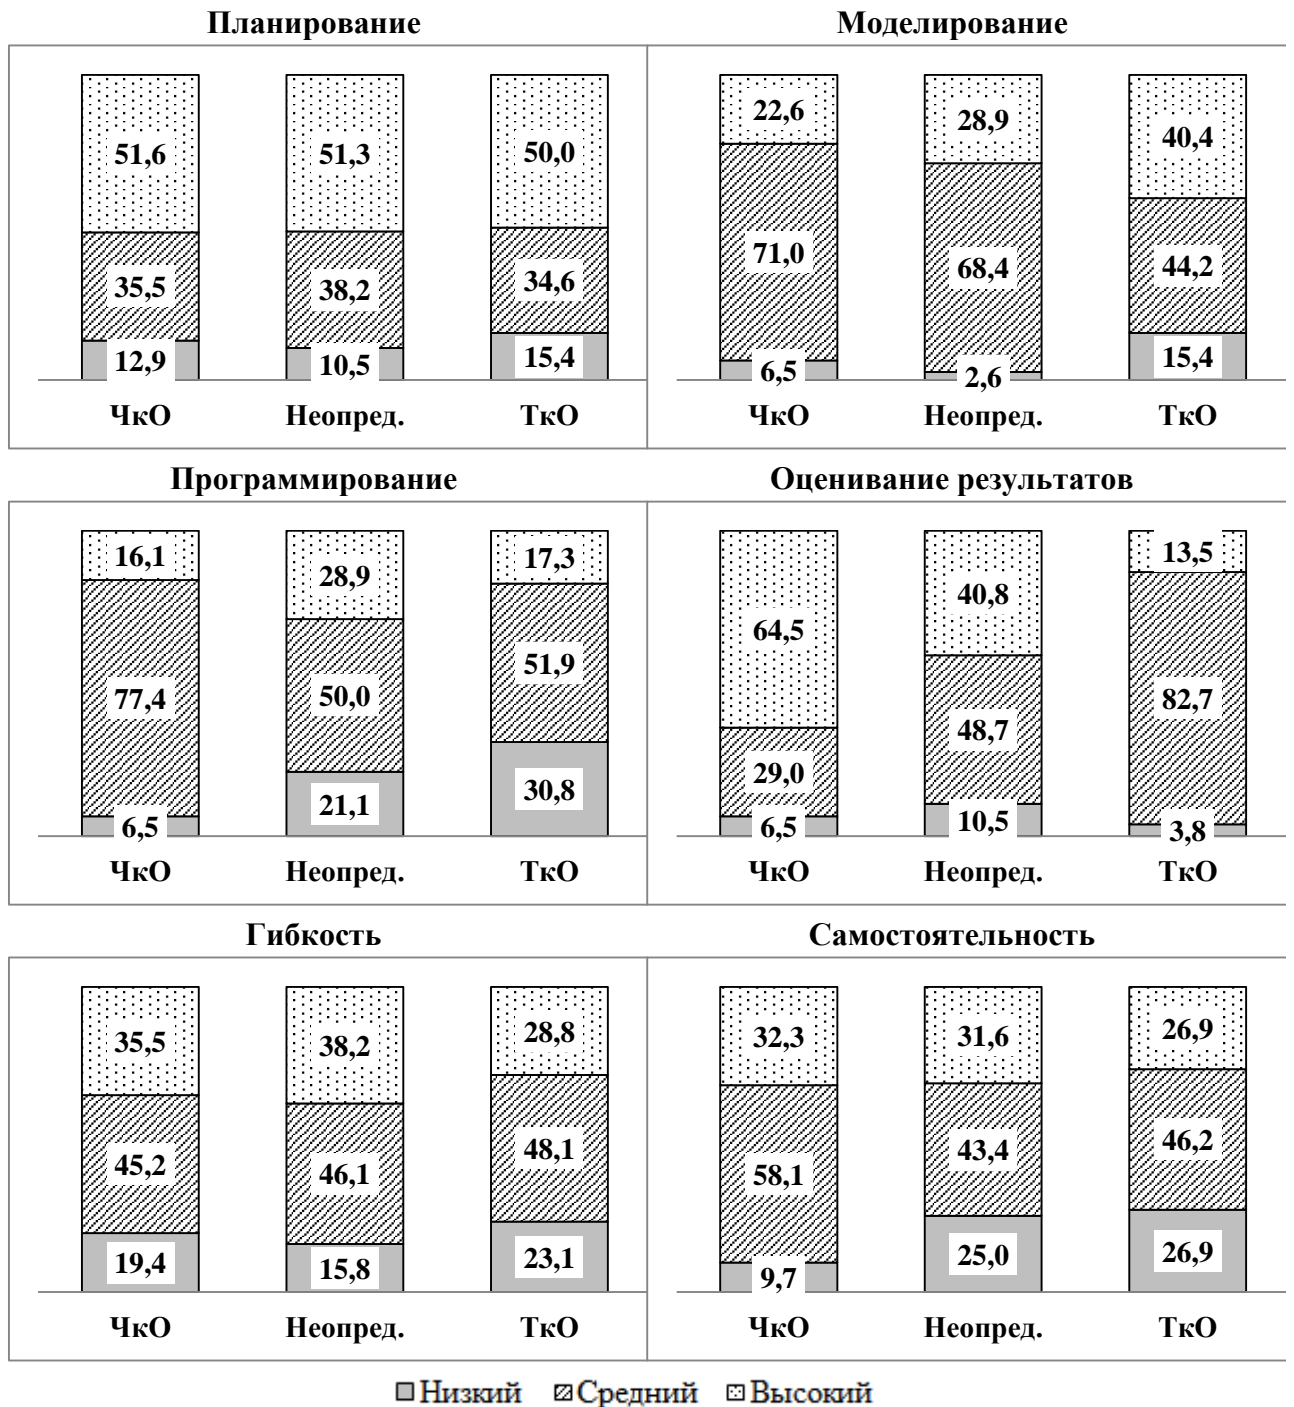 Планирование Моделирование
51,6 51,3 50,0 22,6 28,9 40,4
35,5 38,2 34,6 71,0 68,4 44,2
12,9 10,5 15,4 6,5 2,6 15,4
ЧкО Неопред. ТкО ЧкО Неопред. ТкО
Программирование Оценивание результатов
16,1 28,9 17,3 64,5 40,8 13,5
77,4 50,0 51,9 29,0 48,7 82,7
6,5 21,1 30,8 6,5 10,5 3,8
ЧкО Неопред. ТкО ЧкО Неопред. ТкО
Гибкость Самостоятельность
35,5 38,2 28,8 32,3 31,6 26,9
45,2 46,1 48,1 58,1 43,4 46,2
19,4 15,8 23,1 9,7 25,0 26,9
ЧкО Неопред. ТкО ЧкО Неопред. ТкО
Низкий Средний Высокий